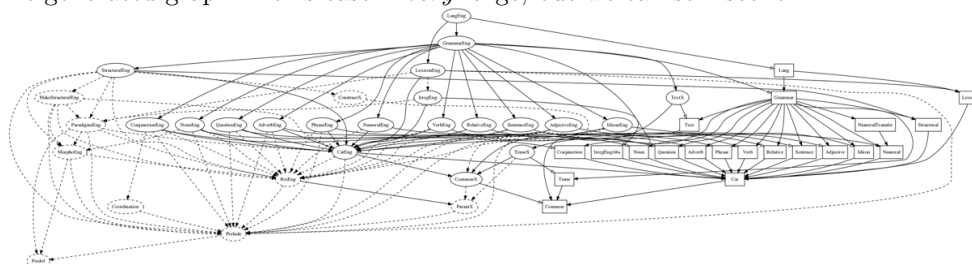 LangEng
GrammarEng
StructuralEng
LexiconEng
Lang
MakeStructuralEng
ConstructX
IrregEng
TextX
Grammar
ParadigmsEng
ConjunctionEng
NounEng
QuestionEng
AdverbEng
PhraseEng
NumeralEng
VerbEng
RelativeEng
SentenceEng
AdjectiveEng
IdiomEng
Text
NumeralTransfer
Structural
MorphoEng
CatEng
TenseX
Conjunction
IrregEngAbs
Noun
Question
Adverb
Phrase
Verb
Relative
Sentence
Adjective
Idiom
Numeral
ResEng
CommonX
Tense
Cat
Coordination
ParamX
Common
Prelude
Predef